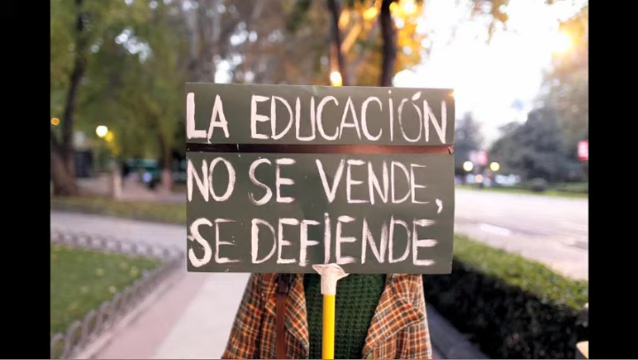 LA EDUCACIÓN
NO SE VENDE,
SE DEFIENDE